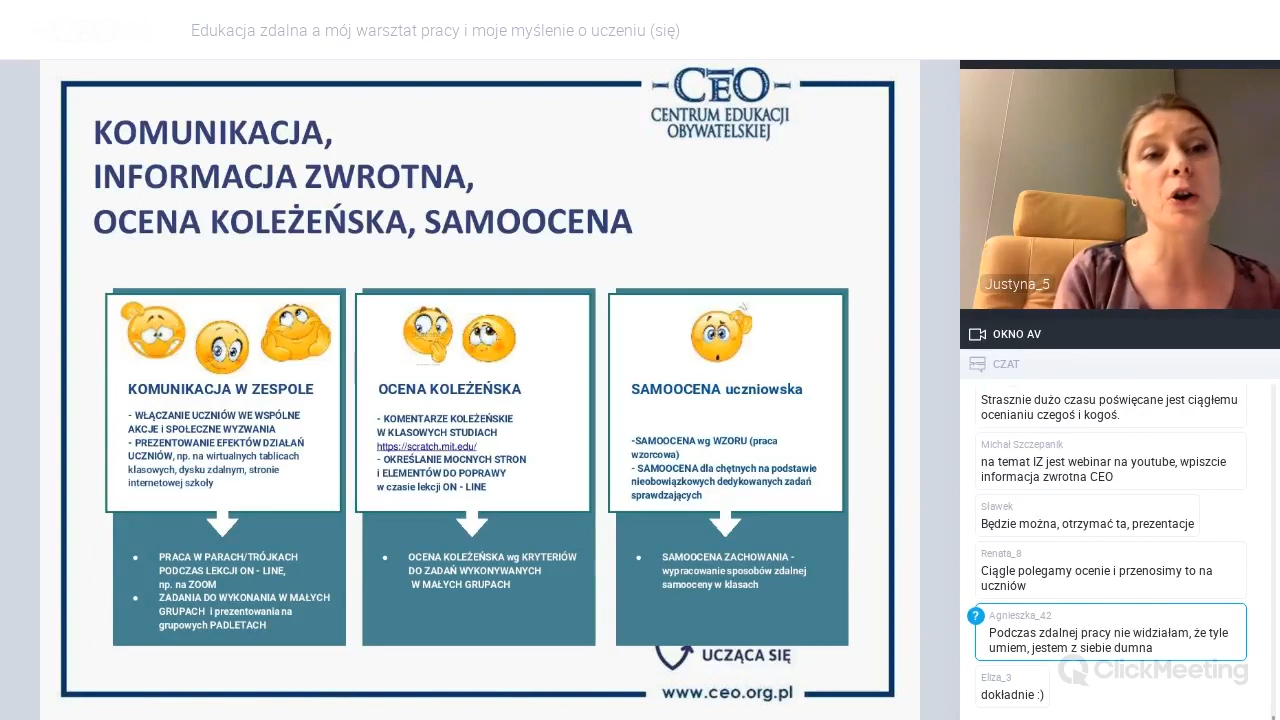 Edukacja zdalna a mój warsztat pracy i moje myślenie o uczeniu (się)
CEO
CENTRUM EDUKACJI
OBYWATELSKIEJ
KOMUNIKACJA,
INFORMACJA ZWROTNA,
OCENA KOLEŻEŃSKA, SAMOOCENA
KOMUNIKACJA W ZESPOLE
- WŁĄCZANIE UCZNIÓW WE WSPÓLNE
AKCJE i SPOŁECZNE WYZWANIA
- PREZENTOWANIE EFEKTÓW DZIAŁAŃ
UCZNIÓW, np. na wirtualnych tablicach
klasowych, dysku zdalnym, stronie
internetowej szkoły
● PRACA W PARACH/TRÓJKACH
PODCZAS LEKCJI ON - LINE,
np. na ZOOM
● ZADANIA DO WYKONANIA W MAŁYCH
GRUPACH i prezentowania na
grupowych PADLETACH
OCENA KOLEŻEŃSKA
- KOMENTARZE KOLEŻEŃSKIE
W KLASOWYCH STUDIACH
https://scratch.mit.edu/
- OKREŚLANIE MOCNYCH STRON
i ELEMENTÓW DO POPRAWY
w czasie lekcji ON - LINE
● OCENA KOLEŻEŃSKA wg KRYTERIÓW
DO ZADAŃ WYKONYWANYCH
W MAŁYCH GRUPACH
SAMOOCENA uczniowska
-SAMOOCENA wg WZORU (praca
wzorcowa)
- SAMOOCENA dla chętnych na podstawie
nieobowiązkowych dedykowanych zadań
sprawdzających
● SAMOOCENA ZACHOWANIA -
wypracowanie sposobów zdalnej
samooceny w klasach
UCZĄCA SIĘ
www.ceo.org.pl
Justyna_5
OKNO AV
CZAT
Strasznie dużo czasu poświęcane jest ciągłemu
ocenianiu czegoś i kogoś.
Michał Szczepanik
na temat IZ jest webinar na youtube, wpiszcie
informacja zwrotna CEO
Sławek
Będzie można, otrzymać ta, prezentacje
Renata_8
Ciągle polegamy ocenie i przenosimy to na
uczniów
?
Agnieszka_42
Podczas zdalnej pracy nie widziałam, że tyle
umiem, jestem z siebie dumna
Eliza_3
dokładnie :)
ClickMeeting